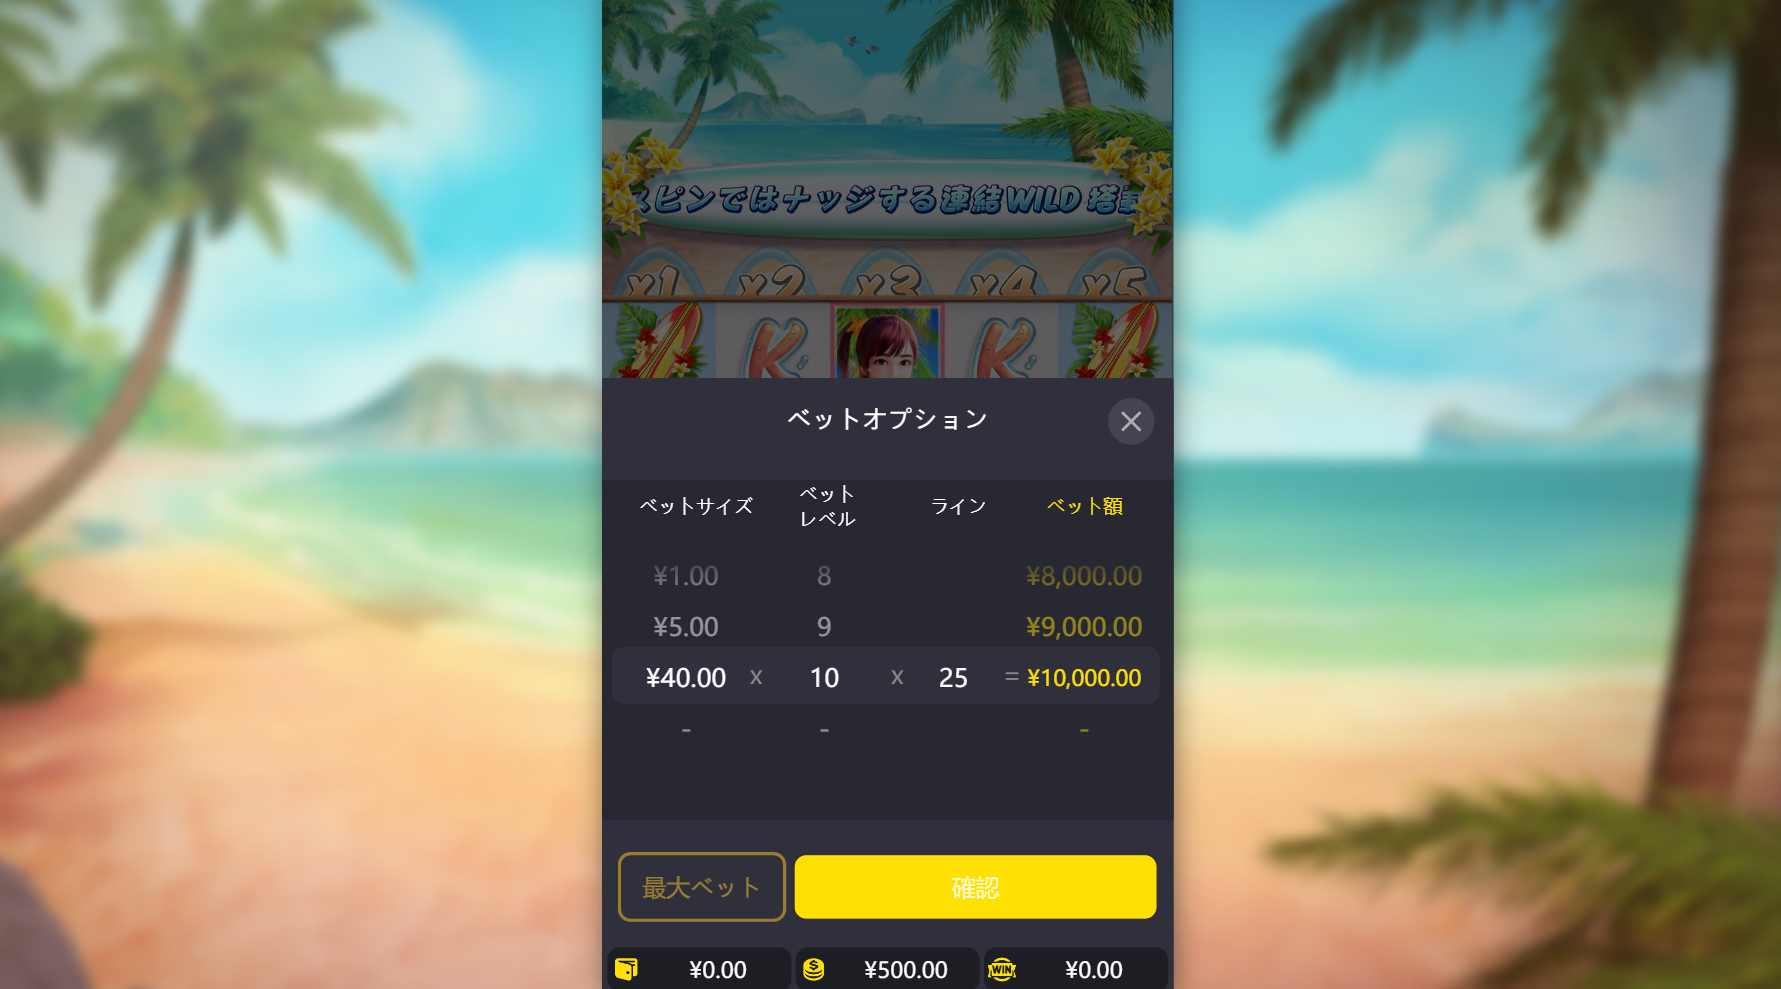 スピンではナッジする連結WILD 塔
x1 x2 x3 x4 x5
K K
ベットオプション
ベットサイズ ベットレベル ライン ベット額
¥1.00 8 ¥8,000.00
¥5.00 9 ¥9,000.00
¥40.00 x 10 x 25 = ¥10,000.00
- - -
最大ベット 確認
¥0.00 $ ¥500.00 WIN ¥0.00